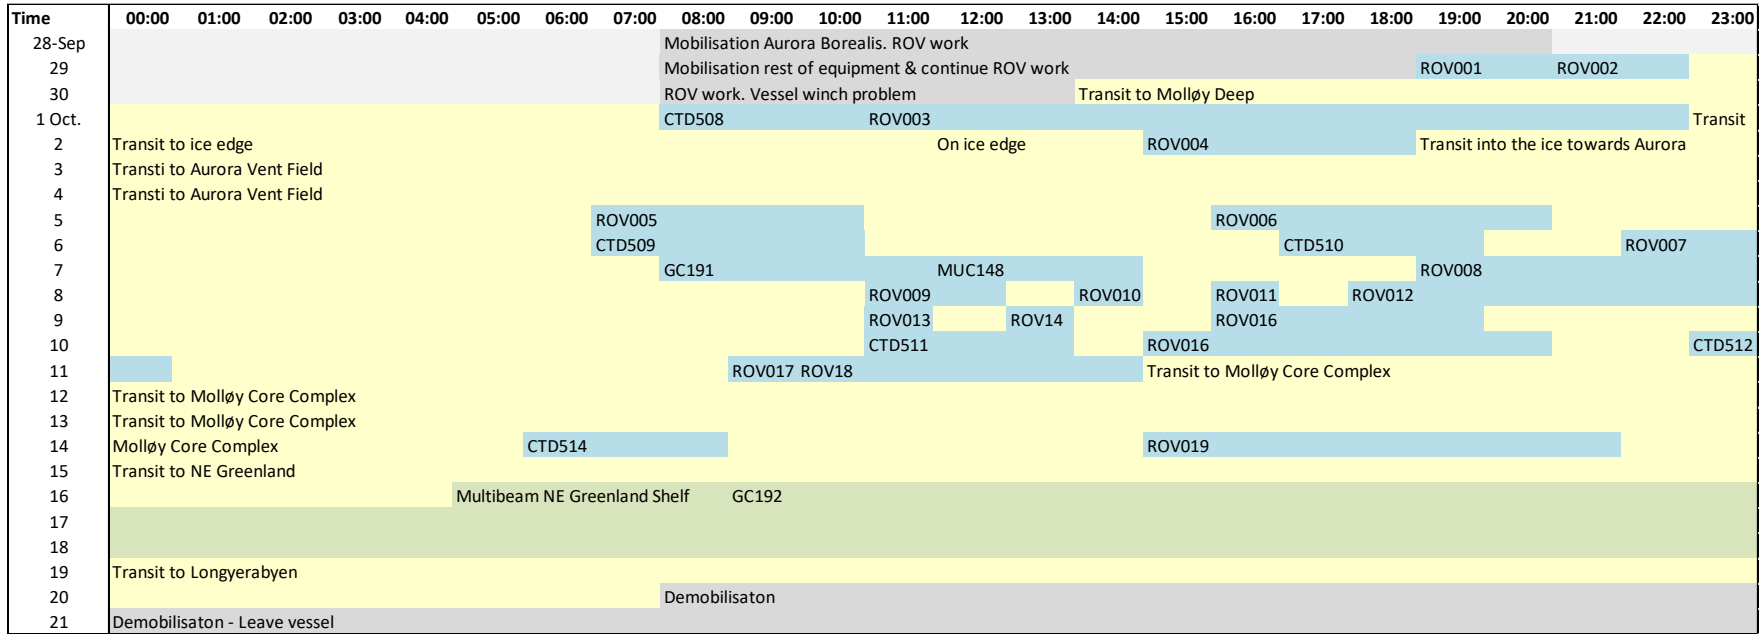 Time 00:00 01:00 02:00 03:00 04:00 05:00 06:00 07:00 08:00 09:00 10:00 11:00 12:00 13:00 14:00 15:00 16:00 17:00 18:00 19:00 20:00 21:00 22:00 23:00
28-Sep Mobilisation Aurora Borealis. ROV work
29 Mobilisation rest of equipment & continue ROV work ROV001 ROV002
30 ROV work. Vessel winch problem Transit to Molløy Deep
1 Oct. CTD508 ROV003 Transit
2 Transit to ice edge On ice edge ROV004 Transit into the ice towards Aurora
3 Transti to Aurora Vent Field
4 Transti to Aurora Vent Field
5 ROV005 ROV006
6 CTD509 CTD510 ROV007
7 GC191 MUC148 ROV008
8 ROV009 ROV010 ROV011 ROV012
9 ROV013 ROV14 ROV016
10 CTD511 ROV016 CTD512
11 ROV017 ROV18 Transit to Molløy Core Complex
12 Transit to Molløy Core Complex
13 Transit to Molløy Core Complex
14 Molløy Core Complex CTD514 ROV019
15 Transit to NE Greenland
16 Multibeam NE Greenland Shelf GC192
17
18
19 Transit to Longyerabyen
20 Demobilisaton
21 Demobilisaton - Leave vessel